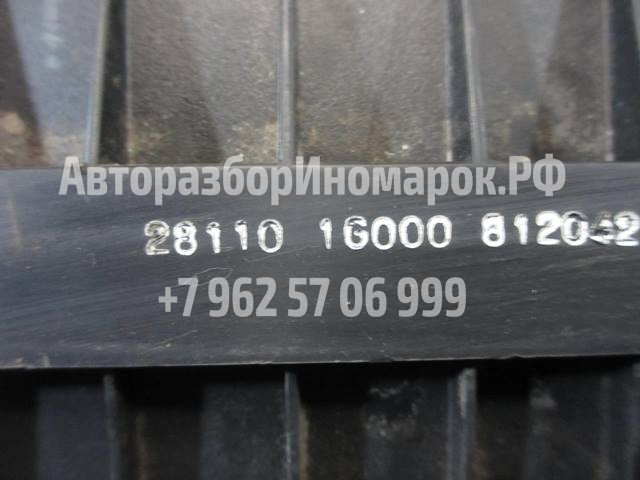 АвторазборИномарок.РФ
28110 1G000 812042
+7 962 57 06 999